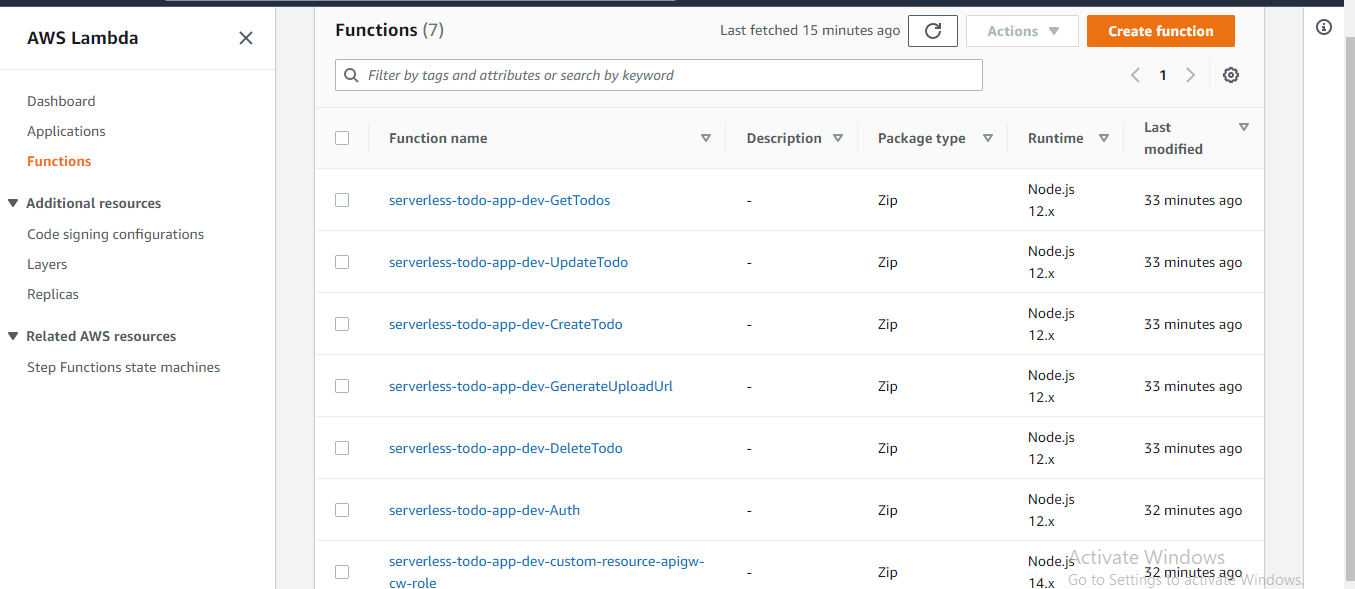 AWS Lambda
Dashboard
Applications
Functions
Additional resources
Code signing configurations
Layers
Replicas
Related AWS resources
Step Functions state machines
Functions (7)
Last fetched 15 minutes ago
Actions
Create function
Filter by tags and attributes or search by keyword
1
Function name
Description
Package type
Runtime
Last
modified
serverless-todo-app-dev-GetTodos - Zip Node.js 33 minutes ago
12.x
serverless-todo-app-dev-UpdateTodo - Zip Node.js 33 minutes ago
12.x
serverless-todo-app-dev-CreateTodo - Zip Node.js 33 minutes ago
12.x
serverless-todo-app-dev-GenerateUploadUrl - Zip Node.js 33 minutes ago
12.x
serverless-todo-app-dev-DeleteTodo - Zip Node.js 33 minutes ago
12.x
serverless-todo-app-dev-Auth - Zip Node.js 32 minutes ago
12.x
serverless-todo-app-dev-custom-resource-apigw- - Zip Node.js 32 minutes ago
cw-role 14.x
Activate Windows
Go to Settings to activate Windows.